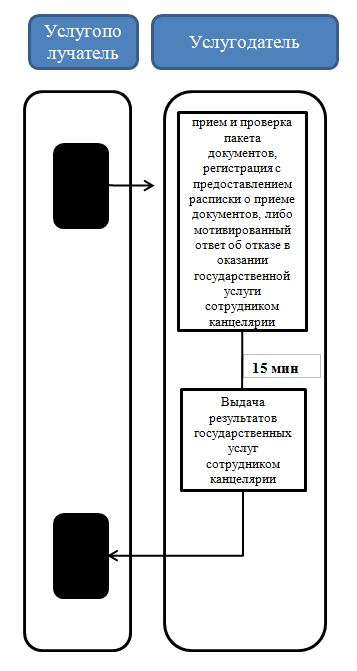 Услугопо
лучатель
Услугодатель
прием и проверка
пакета
документов,
регистрация с
предоставлением
расписки о приеме
документов, либо
мотивированный
ответ об отказе в
оказании
государственной
услуги
сотрудником
канцелярии
15 мин
Выдача
результатов
государственных
услуг
сотрудником
канцелярии